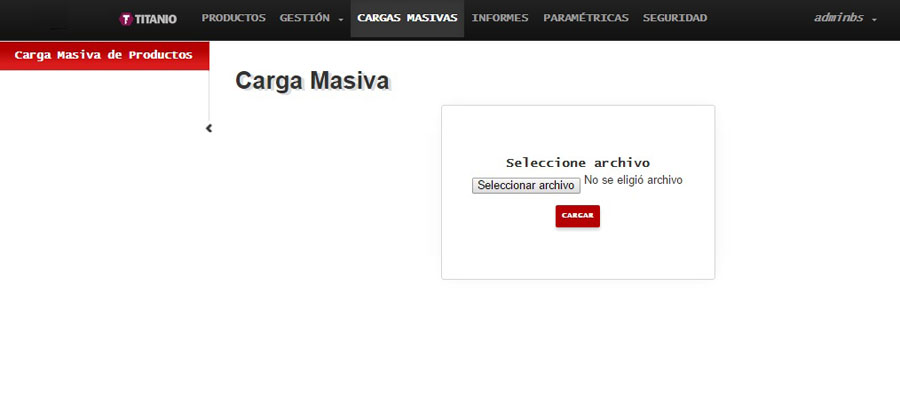 TITANIO PRODUCTOS GESTIÓN CARGAS MASIVAS INFORMES PARAMÉTRICAS SEGURIDAD adminbs
Carga Masiva de Productos
Carga Masiva
Seleccione archivo
Seleccionar archivo No se eligió archivo
CARGAR